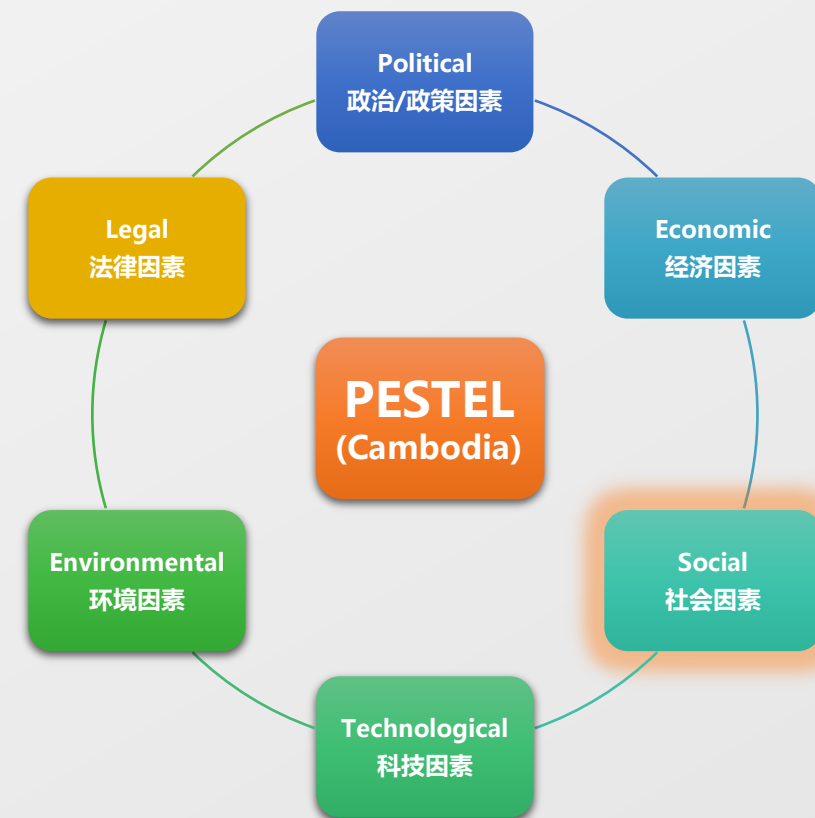 Political
政治/政策因素
Legal
法律因素
Economic
经济因素
PESTEL
(Cambodia)
Environmental
环境因素
Social
社会因素
Technological
科技因素